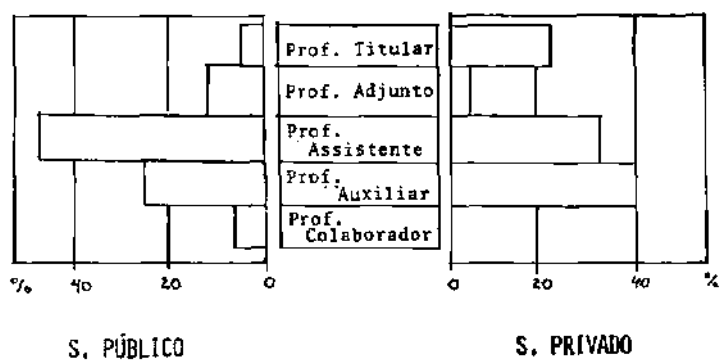 Prof. Titular
Prof. Adjunto
Prof.
Assistente
Prof.
Auxiliar
Prof.
Colaborador
% 40 20 0
0 20 40 %
S. PÚBLICO
S. PRIVADO